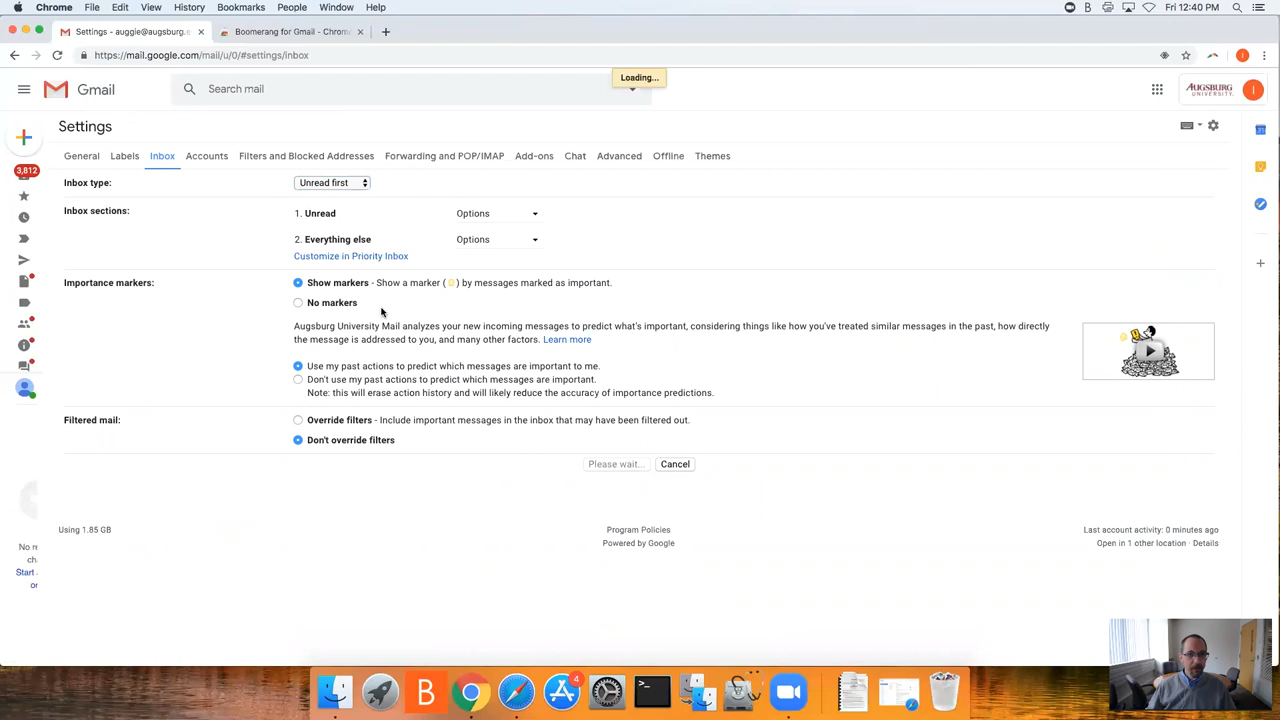 Chrome File Edit View History Bookmarks People Window Help Fri 12:40 PM
Settings - auggie@augsburg.e Boomerang for Gmail - Chrom
https://mail.google.com/mail/u/0/#settings/inbox
Loading...
Gmail Search mail AUGSBURG UNIVERSITY. I
Settings
General Labels Inbox Accounts Filters and Blocked Addresses Forwarding and POP/IMAP Add-ons Chat Advanced Offline Themes
3,812
Inbox type: Unread first
Inbox sections: 1. Unread Options
2. Everything else Options
Customize in Priority Inbox
Importance markers: Show markers - Show a marker ( ) by messages marked as important.
No markers
Augsburg University Mail analyzes your new incoming messages to predict what's important, considering things like how you've treated similar messages in the past, how directly
the message is addressed to you, and many other factors. Learn more
Use my past actions to predict which messages are important to me.
Don't use my past actions to predict which messages are important.
Note: this will erase action history and will likely reduce the accuracy of importance predictions.
Filtered mail: Override filters - Include important messages in the inbox that may have been filtered out.
Don't override filters
Please wait... Cancel
Using 1.85 GB Program Policies Last account activity: 0 minutes ago
Powered by Google Open in 1 other location · Details
No re
ch
Start
or
4